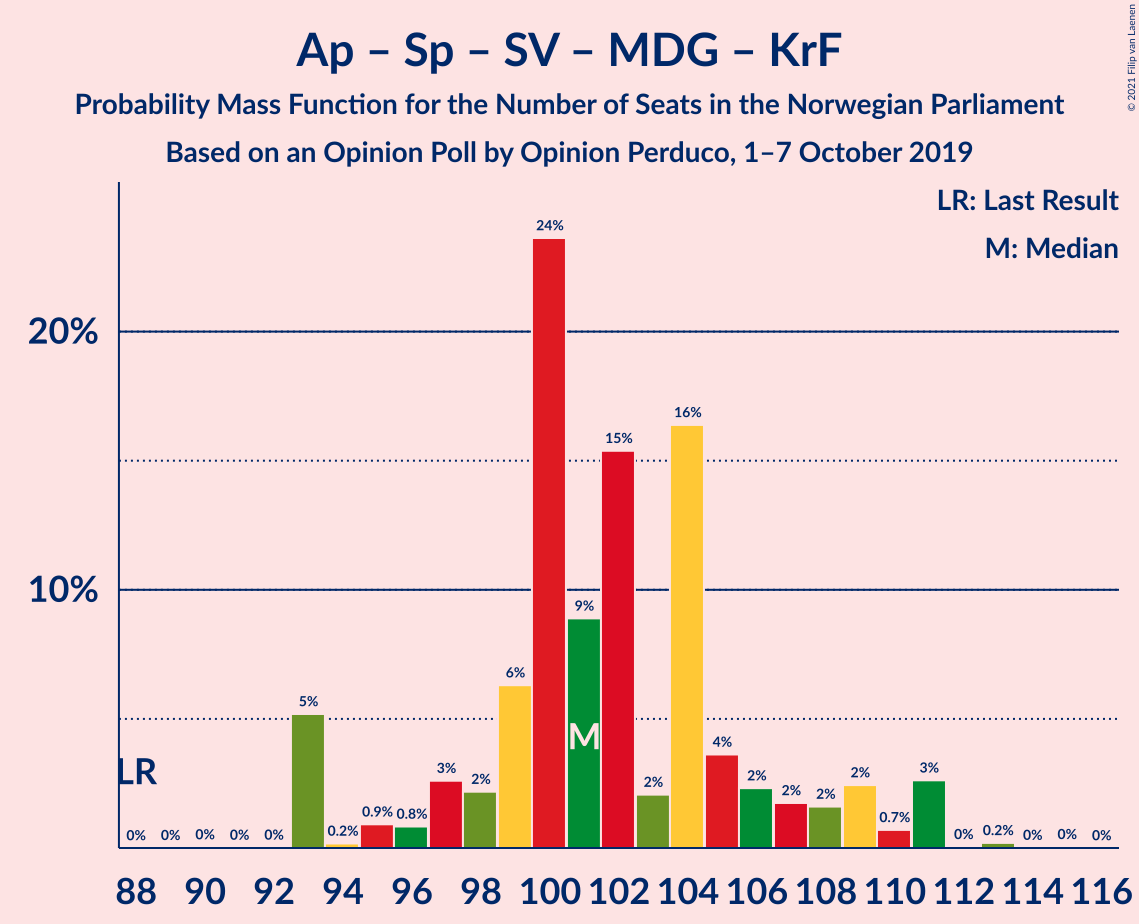 Ap – Sp – SV – MDG – KrF
Probability Mass Function for the Number of Seats in the Norwegian Parliament
Based on an Opinion Poll by Opinion Perduco, 1–7 October 2019
© 2021 Filip van Laenen
LR: Last Result
M: Median
20%
10%
LR
M
0% 0% 0% 0% 0% 5% 0.2% 0.9% 0.8% 3% 2% 6% 24% 9% 15% 2% 16% 4% 2% 2% 2% 2% 0.7% 3% 0% 0.2% 0% 0% 0%
88 90 92 94 96 98 100 102 104 106 108 110 112 114 116